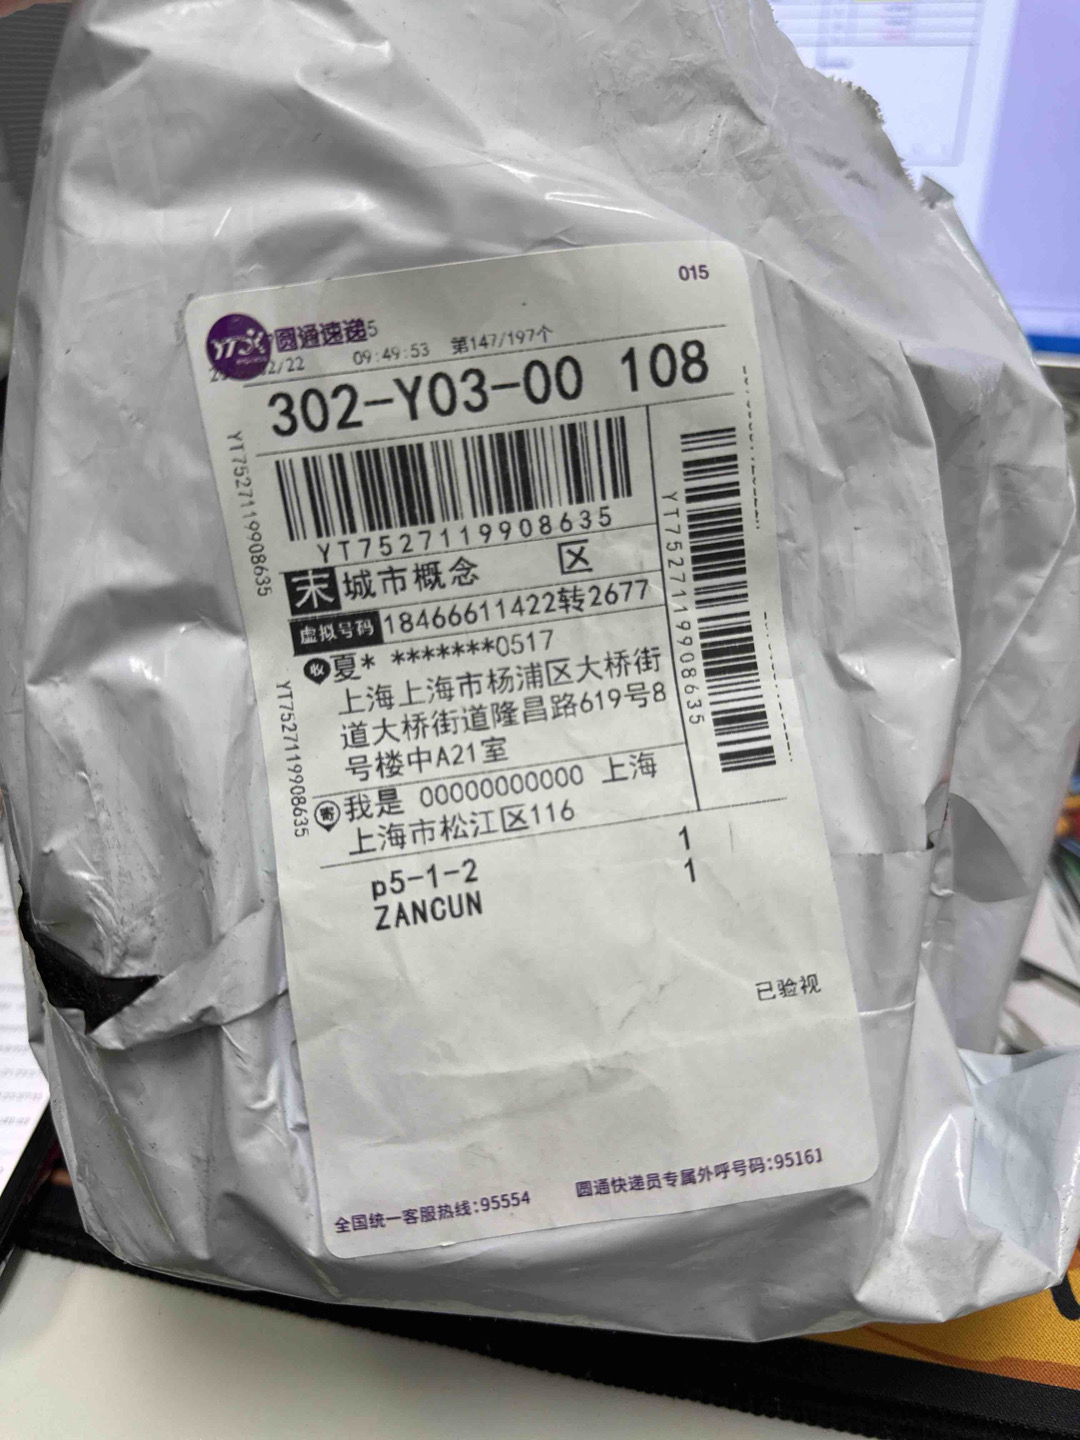 015
圆通速递5
02/22 09:49:53 第147/197个
302-Y03-00 108
YT7527119908635
YT7527119908635
末 城市概念 区
虚拟号码 18466611422转2677
收 夏* *******0517
上海上海市杨浦区大桥街
道大桥街道隆昌路619号8
号楼中A21室
寄 我是 00000000000 上海
上海市松江区116
YT7527119908635
YT7527119908635
p5-1-2 1
ZANCUN 1
已验视
全国统一客服热线:95554 圆通快递员专属外呼号码:95161